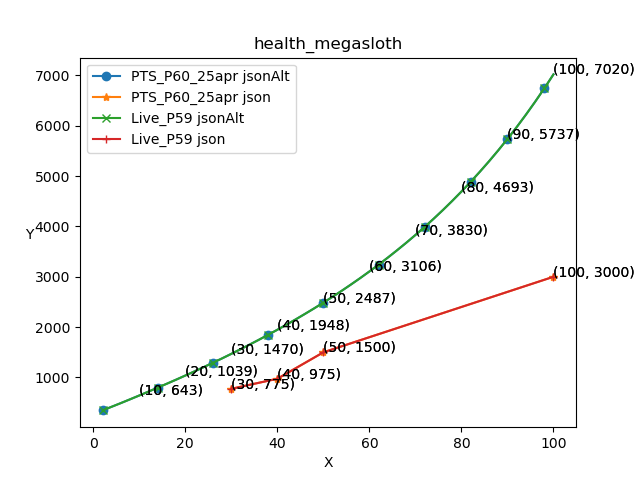 health_megasloth
PTS_P60_25apr jsonAlt
PTS_P60_25apr json
Live_P59 jsonAlt
Live_P59 json
(100, 7020)
(90, 5737)
(80, 4693)
(70, 3830)
(60, 3106)
(50, 2487)
(40, 1948)
(30, 1470)
(20, 1039)
(10, 643)
(100, 3000)
(50, 1500)
(40, 975)
(30, 775)
Y
7000
6000
5000
4000
3000
2000
1000
0 20 40 60 80 100
X